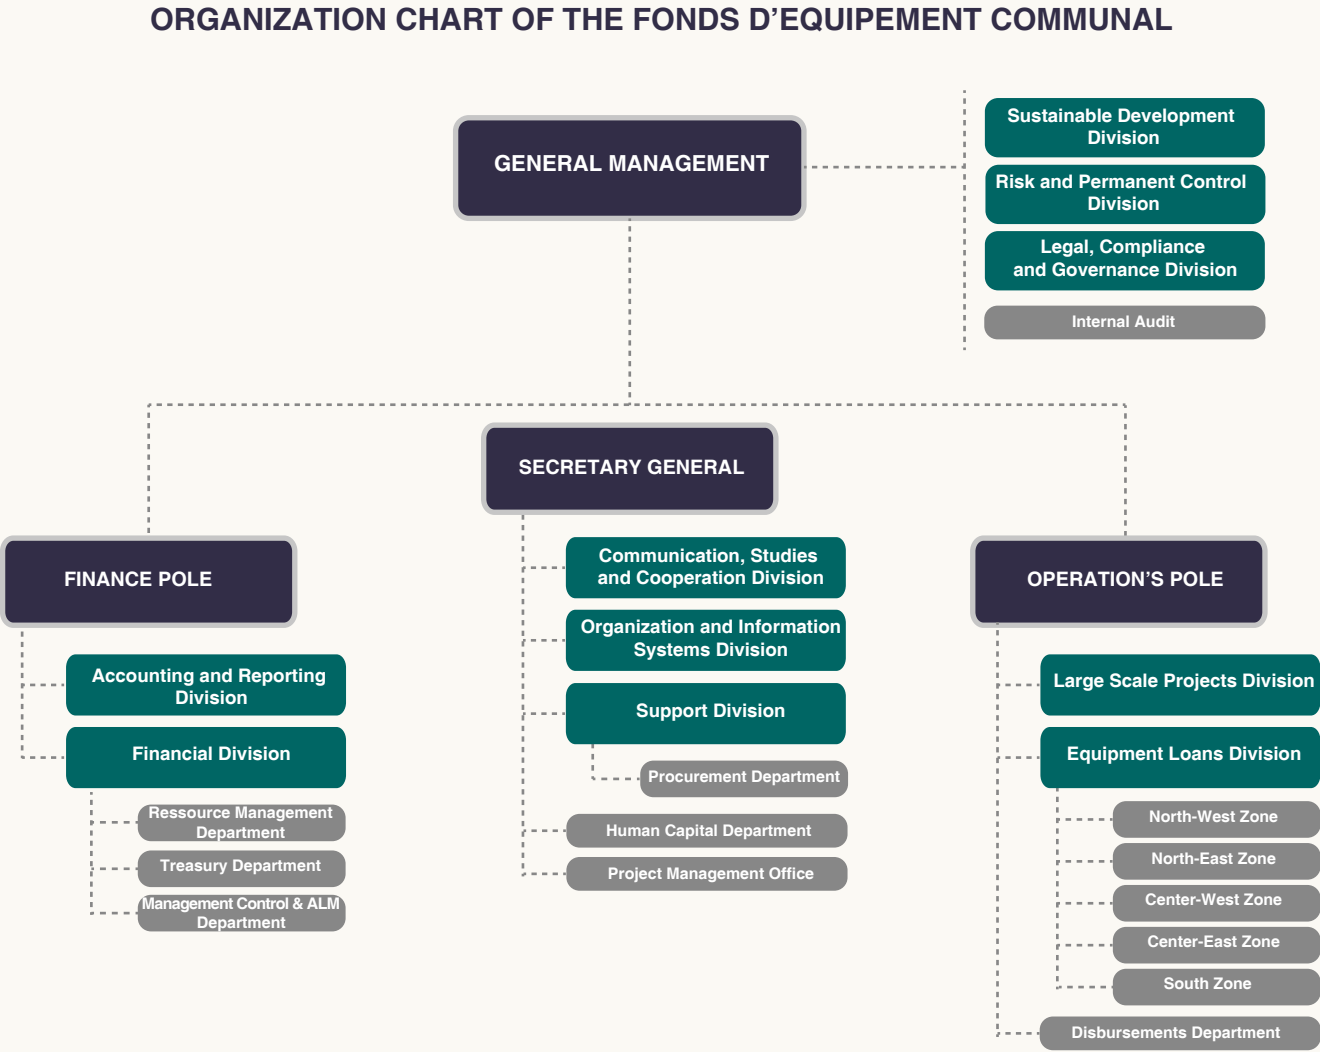 ORGANIZATION CHART OF THE FONDS D’EQUIPEMENT COMMUNAL
GENERAL MANAGEMENT
Sustainable Development
Division
Risk and Permanent Control
Division
Legal, Compliance
and Governance Division
Internal Audit
SECRETARY GENERAL
Communication, Studies
and Cooperation Division
Organization and Information
Systems Division
Support Division
Procurement Department
Human Capital Department
Project Management Office
FINANCE POLE
Accounting and Reporting
Division
Financial Division
Ressource Management
Department
Treasury Department
Management Control & ALM
Department
OPERATION’S POLE
Large Scale Projects Division
Equipment Loans Division
North-West Zone
North-East Zone
Center-West Zone
Center-East Zone
South Zone
Disbursements Department